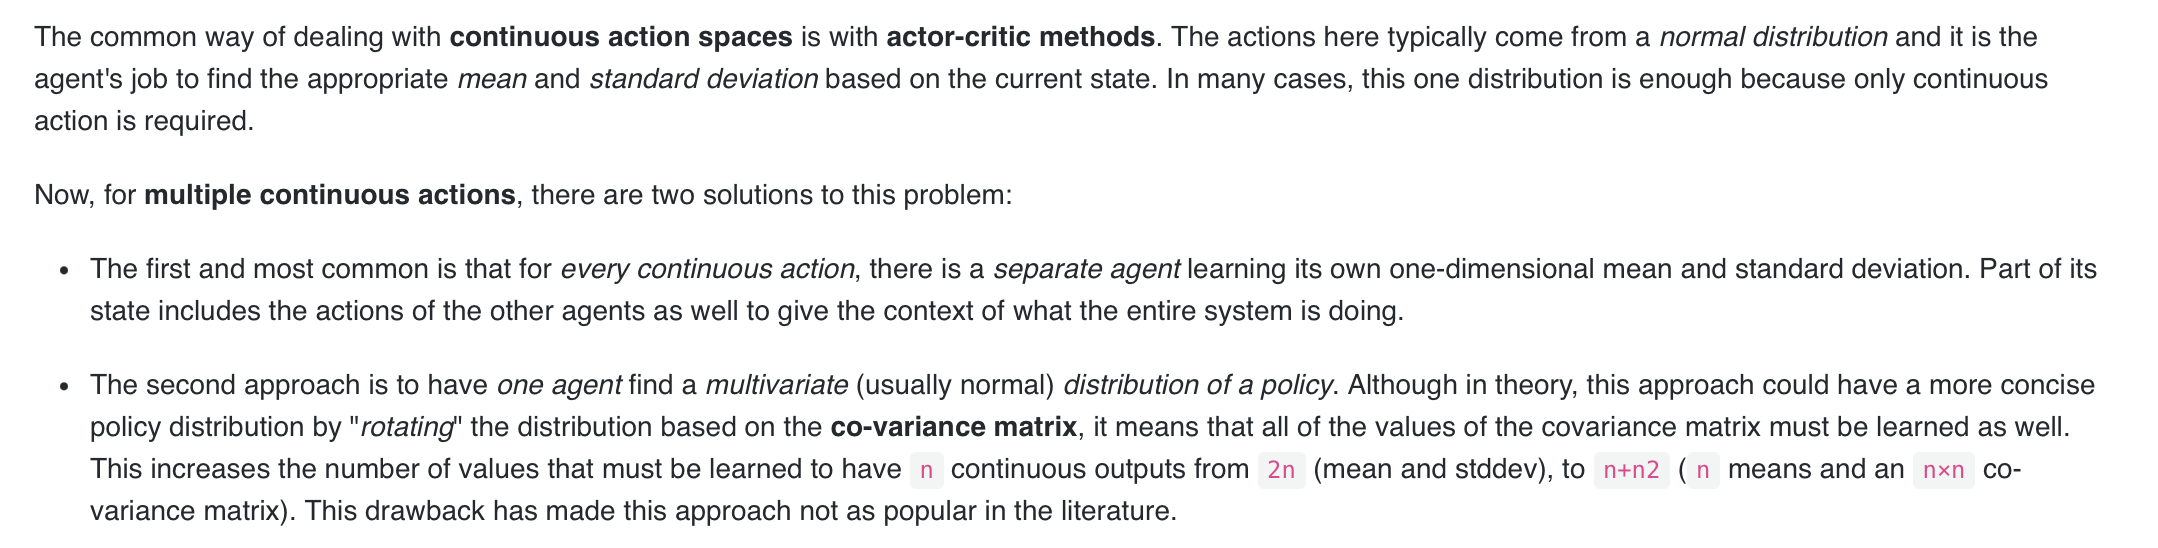 The common way of dealing with continuous action spaces is with actor-critic methods. The actions here typically come from a normal distribution and it is the
agent's job to find the appropriate mean and standard deviation based on the current state. In many cases, this one distribution is enough because only continuous
action is required.
Now, for multiple continuous actions, there are two solutions to this problem:
• The first and most common is that for every continuous action, there is a separate agent learning its own one-dimensional mean and standard deviation. Part of its
state includes the actions of the other agents as well to give the context of what the entire system is doing.
• The second approach is to have one agent find a multivariate (usually normal) distribution of a policy. Although in theory, this approach could have a more concise
policy distribution by "rotating" the distribution based on the co-variance matrix, it means that all of the values of the covariance matrix must be learned as well.
This increases the number of values that must be learned to have n continuous outputs from 2n (mean and stddev), to n+n2 (n means and an n×n co-
variance matrix). This drawback has made this approach not as popular in the literature.